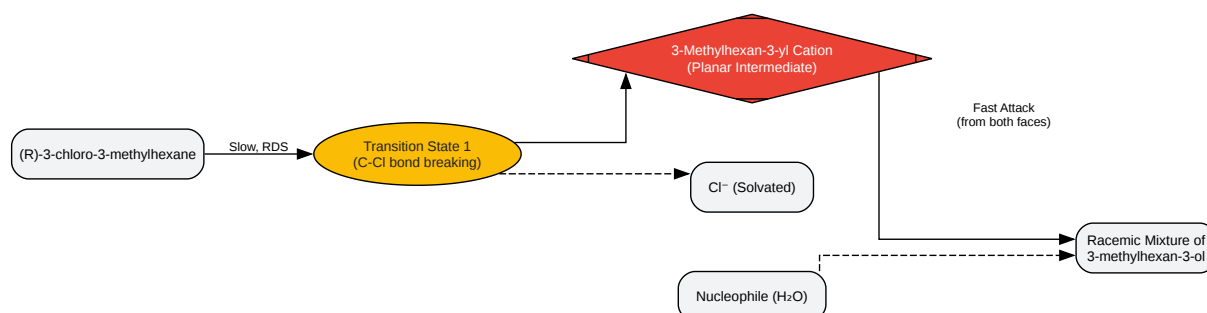 3-Methylhexan-3-yl Cation
(Planar Intermediate)
Fast Attack
(from both faces)
(R)-3-chloro-3-methylhexane
Slow, RDS
Transition State 1
(C-Cl bond breaking)
Cl⁻ (Solvated)
Racemic Mixture of
3-methylhexan-3-ol
Nucleophile (H₂O)